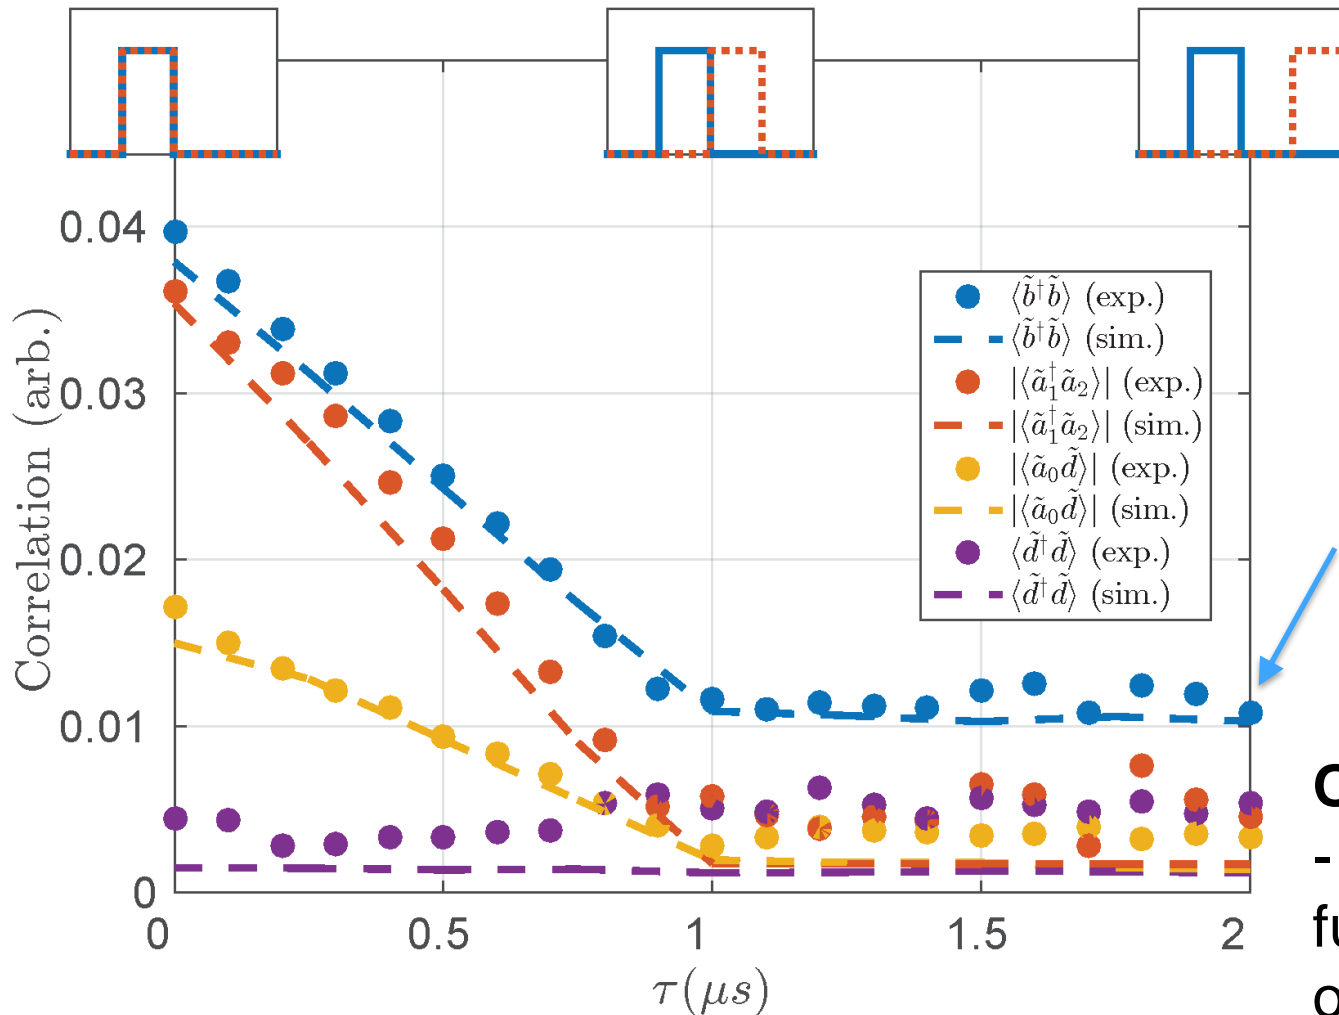 0.04
0.03
0.02
0.01
0
Correlation (arb.)
⟨b̃†b̃⟩ (exp.)
⟨b̃†b̃⟩ (sim.)
|⟨ã₁†ã₂⟩| (exp.)
|⟨ã₁†ã₂⟩| (sim.)
|⟨ã₀d̃⟩| (exp.)
|⟨ã₀d̃⟩| (sim.)
⟨d̃†d̃⟩ (exp.)
⟨d̃†d̃⟩ (sim.)
0 0.5 1 1.5 2
τ(μs)
-
fu